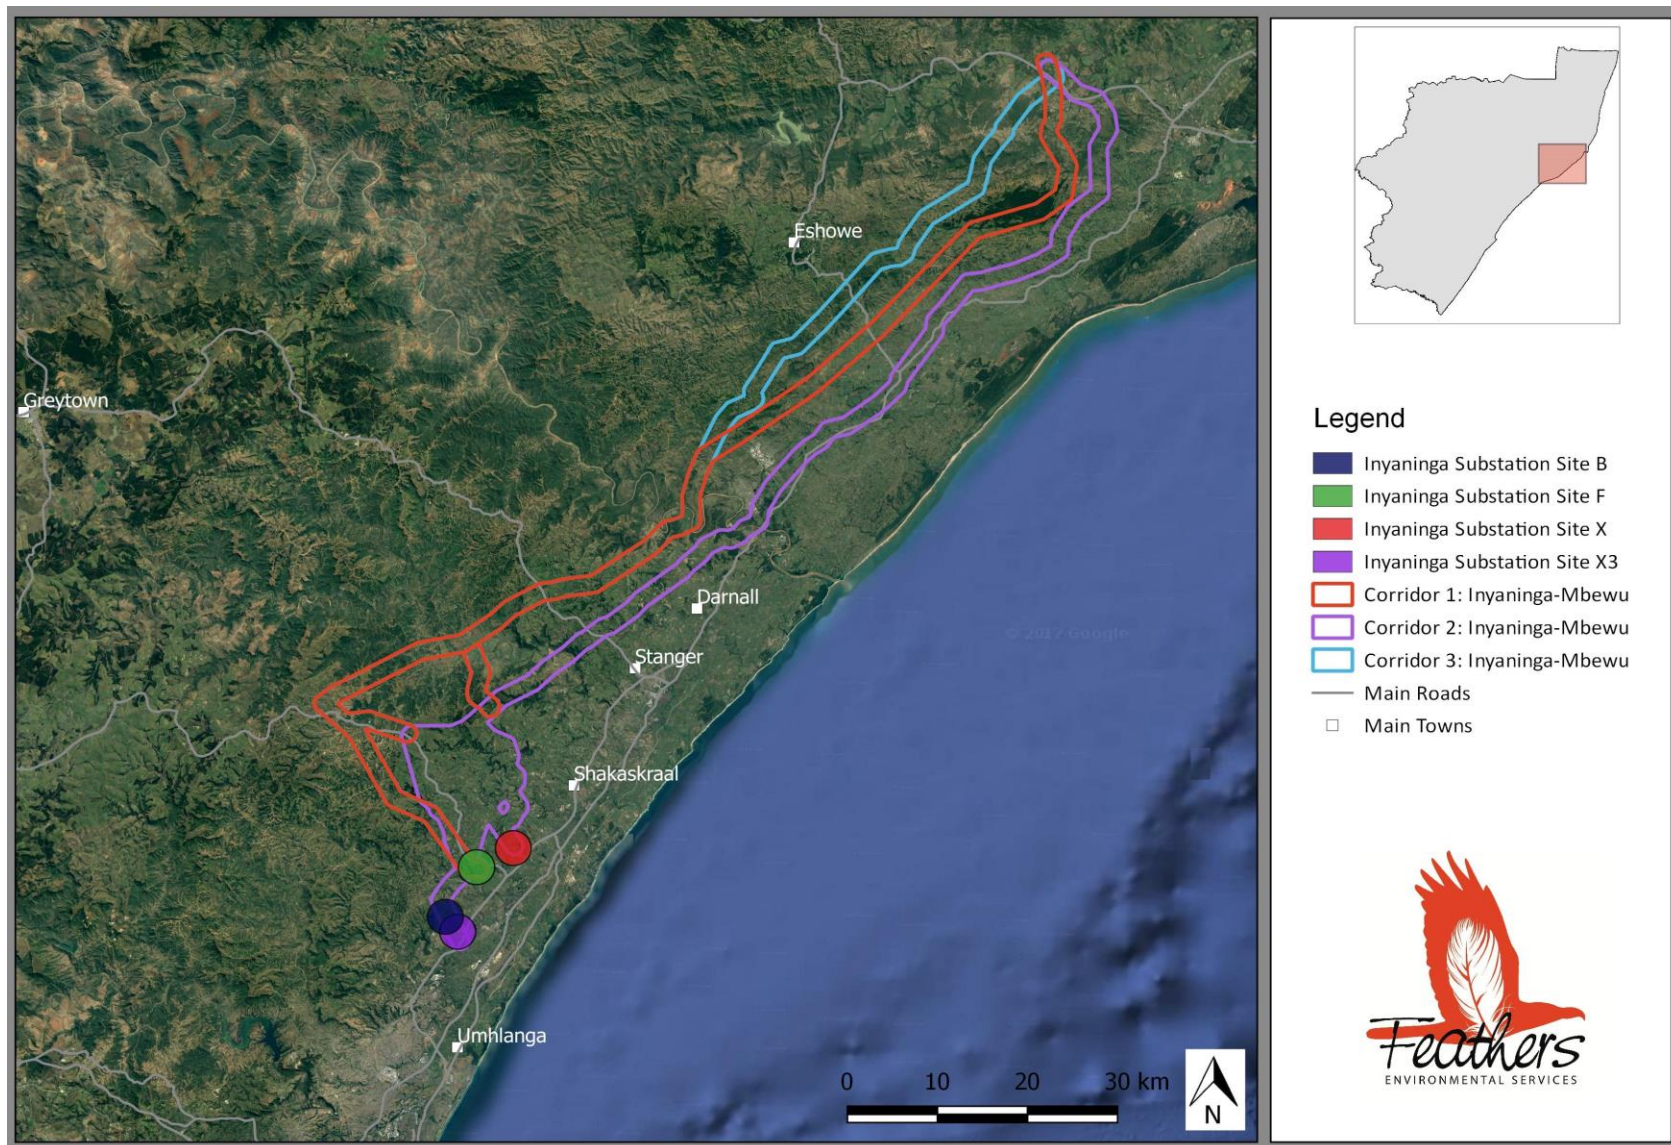 Eshowe
Greytown
Darnall
© 2017 Google
Stanger
Shakaskraal
Umhlanga
0 10 20 30 km
N
Legend
Inyaninga Substation Site B
Inyaninga Substation Site F
Inyaninga Substation Site X
Inyaninga Substation Site X3
Corridor 1: Inyaninga-Mbewu
Corridor 2: Inyaninga-Mbewu
Corridor 3: Inyaninga-Mbewu
Main Roads
Main Towns
Feathers
ENVIRONMENTAL SERVICES